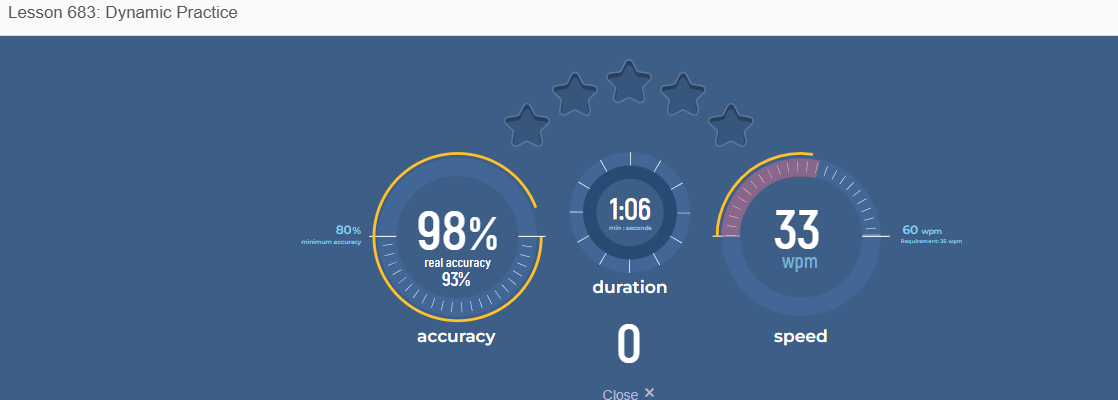 Lesson 683: Dynamic Practice
80%
minimum accuracy
98%
real accuracy
93%
accuracy
1:06
min : seconds
duration
0
Close ×
33
wpm
speed
60 wpm
Requirement: 35 wpm